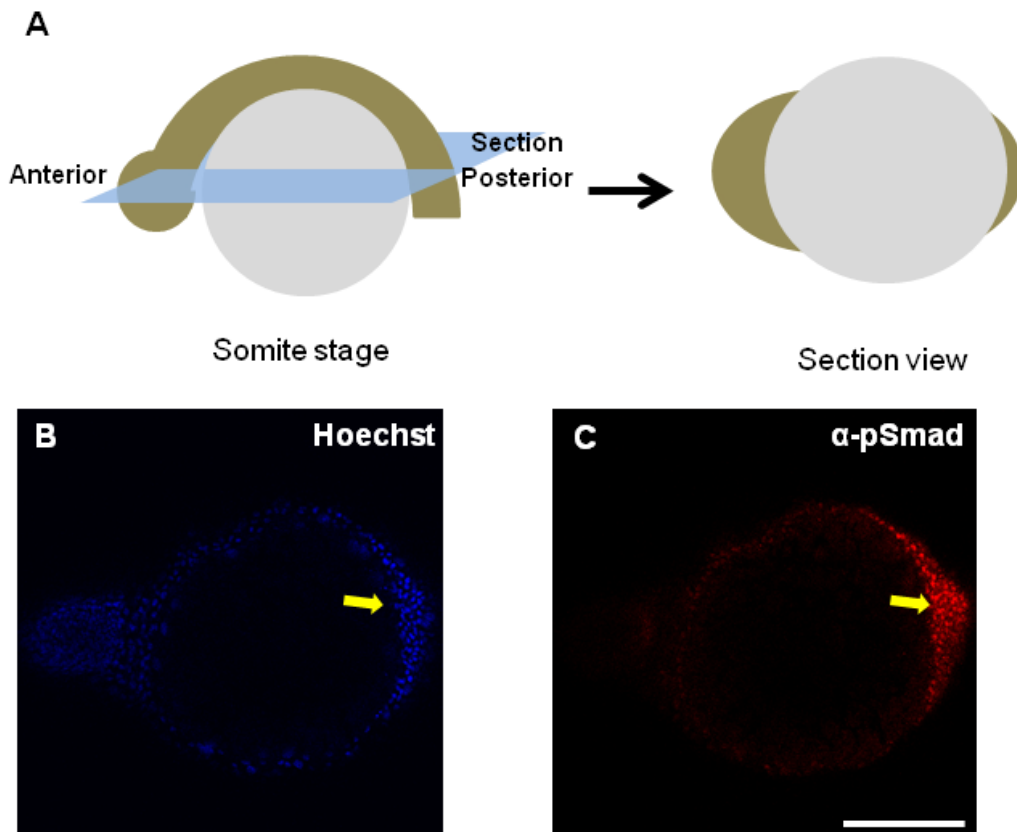 A
Anterior
Section
Posterior
Somite stage
Section view
B
Hoechst
C
α-pSmad